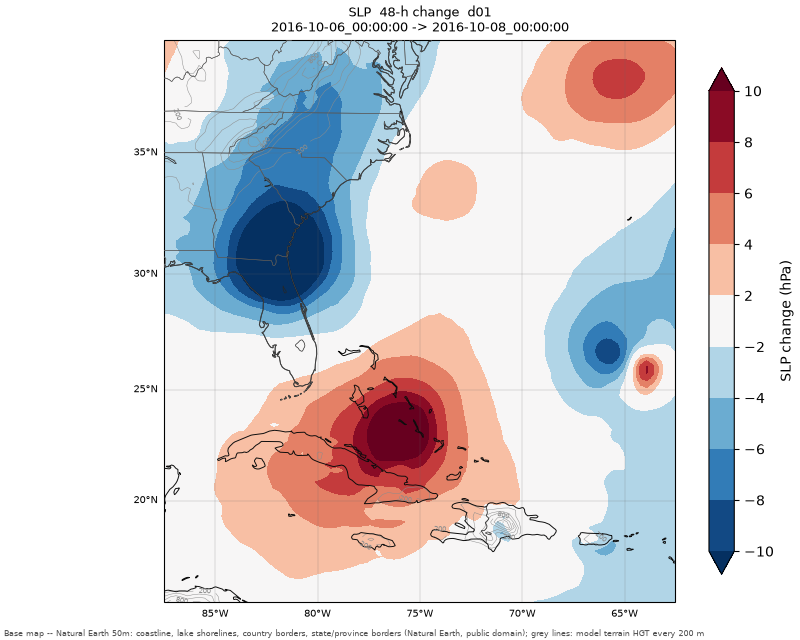 SLP 48-h change d01
2016-10-06_00:00:00 -> 2016-10-08_00:00:00
35°N
30°N
25°N
20°N
85°W
80°W
75°W
70°W
65°W
10
8
6
4
2
−2
−4
−6
−8
−10
SLP change (hPa)
Base map -- Natural Earth 50m: coastline, lake shorelines, country borders, state/province borders (Natural Earth, public domain); grey lines: model terrain HGT every 200 m